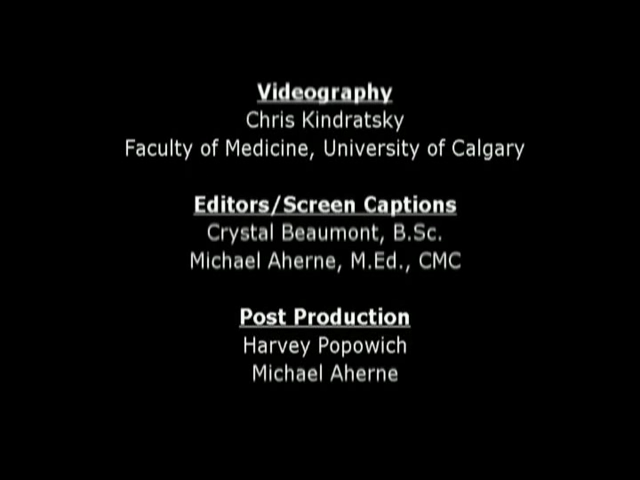 Videography
Chris Kindratsky
Faculty of Medicine, University of Calgary
Editors/Screen Captions
Crystal Beaumont, B.Sc.
Michael Aherne, M.Ed., CMC
Post Production
Harvey Popowich
Michael Aherne